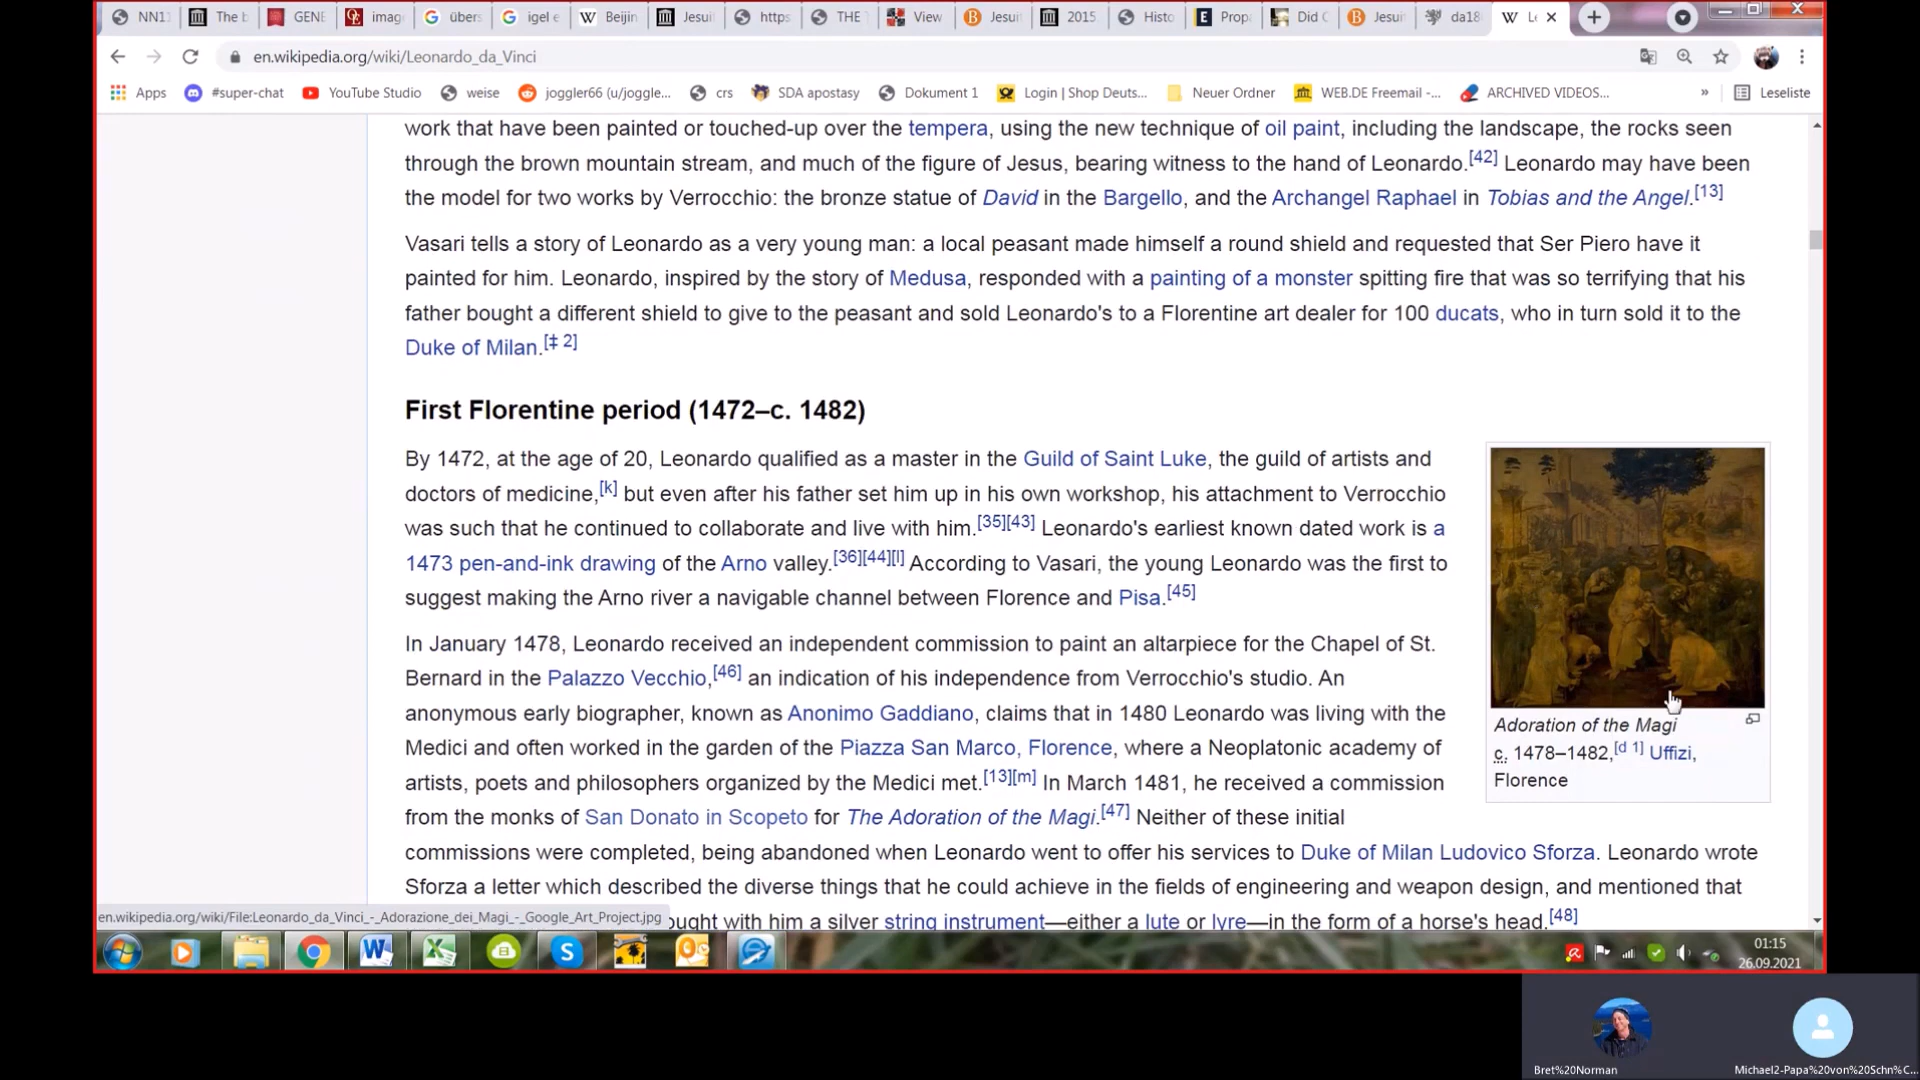 NN1
The b
GENE
imag
übers
igel e
Beijin
Jesui
https
THE
View
Jesui
2015
Histo
Propa
Did
Jesui
da18
Le
en.wikipedia.org/wiki/Leonardo_da_Vinci
Apps
#super-chat
YouTube Studio
weise
joggler66 (u/joggle...
crs
SDA apostasy
Dokument 1
Login | Shop Deuts...
Neuer Ordner
WEB.DE Freemail -...
ARCHIVED VIDEOS...
»
Leseliste
work that have been painted or touched-up over the tempera, using the new technique of oil paint, including the landscape, the rocks seen
through the brown mountain stream, and much of the figure of Jesus, bearing witness to the hand of Leonardo.[42] Leonardo may have been
the model for two works by Verrocchio: the bronze statue of David in the Bargello, and the Archangel Raphael in Tobias and the Angel.[13]
Vasari tells a story of Leonardo as a very young man: a local peasant made himself a round shield and requested that Ser Piero have it
painted for him. Leonardo, inspired by the story of Medusa, responded with a painting of a monster spitting fire that was so terrifying that his
father bought a different shield to give to the peasant and sold Leonardo's to a Florentine art dealer for 100 ducats, who in turn sold it to the
Duke of Milan.[‡ 2]
First Florentine period (1472–c. 1482)
By 1472, at the age of 20, Leonardo qualified as a master in the Guild of Saint Luke, the guild of artists and
doctors of medicine,[k] but even after his father set him up in his own workshop, his attachment to Verrocchio
was such that he continued to collaborate and live with him.[35][43] Leonardo's earliest known dated work is a
1473 pen-and-ink drawing of the Arno valley.[36][44][l] According to Vasari, the young Leonardo was the first to
suggest making the Arno river a navigable channel between Florence and Pisa.[45]
In January 1478, Leonardo received an independent commission to paint an altarpiece for the Chapel of St.
Bernard in the Palazzo Vecchio,[46] an indication of his independence from Verrocchio's studio. An
anonymous early biographer, known as Anonimo Gaddiano, claims that in 1480 Leonardo was living with the
Medici and often worked in the garden of the Piazza San Marco, Florence, where a Neoplatonic academy of
artists, poets and philosophers organized by the Medici met.[13][m] In March 1481, he received a commission
from the monks of San Donato in Scopeto for The Adoration of the Magi.[47] Neither of these initial
commissions were completed, being abandoned when Leonardo went to offer his services to Duke of Milan Ludovico Sforza. Leonardo wrote
Sforza a letter which described the diverse things that he could achieve in the fields of engineering and weapon design, and mentioned that
ought with him a silver string instrument—either a lute or lyre—in the form of a horse's head.[48]
Adoration of the Magi
c. 1478–1482,[d 1] Uffizi,
Florence
en.wikipedia.org/wiki/File:Leonardo_da_Vinci_-_Adorazione_dei_Magi_-_Google_Art_Project.jpg
01:15
26.09.2021
Bret%20Norman
Michael2-Papa%20von%20Schn%C...